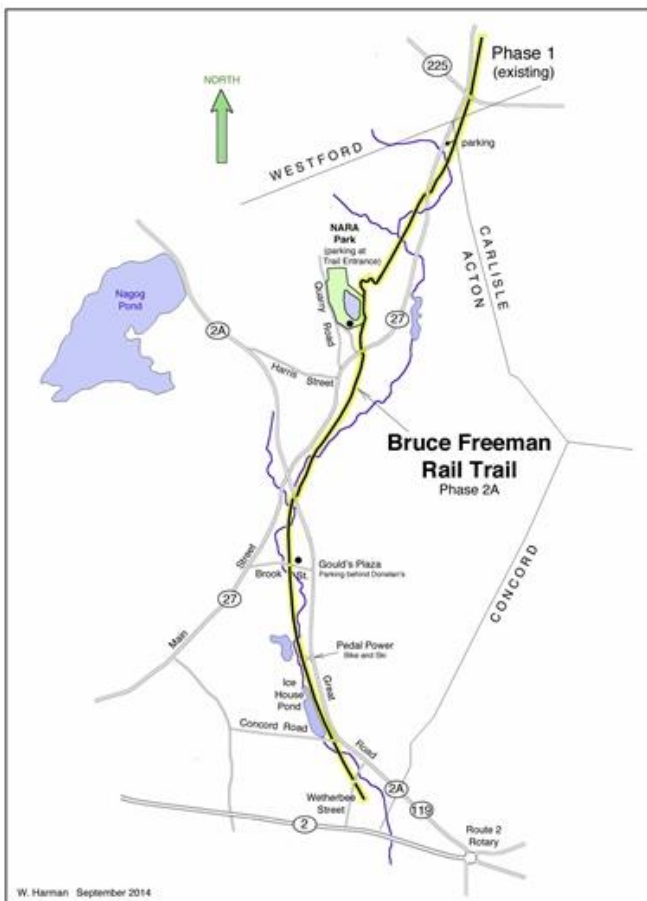 Phase 1
(existing)
225
NORTH
parking
WESTFORD
CARLISLE
ACTON
NARA
Park
(parking at
Trail Entrance)
Quarry
Road
Nagog
Pond
2A
27
Harris
Street
Bruce Freeman
Rail Trail
Phase 2A
Gould's Plaza
Parking behind Donelan's
Brook St.
27
Main
Street
CONCORD
Pedal Power
Bike and Ski
Ice
House
Pond
Great
Road
Concord Road
Wetherbee
Street
2A
119
2
Route 2
Rotary
W. Harman September 2014